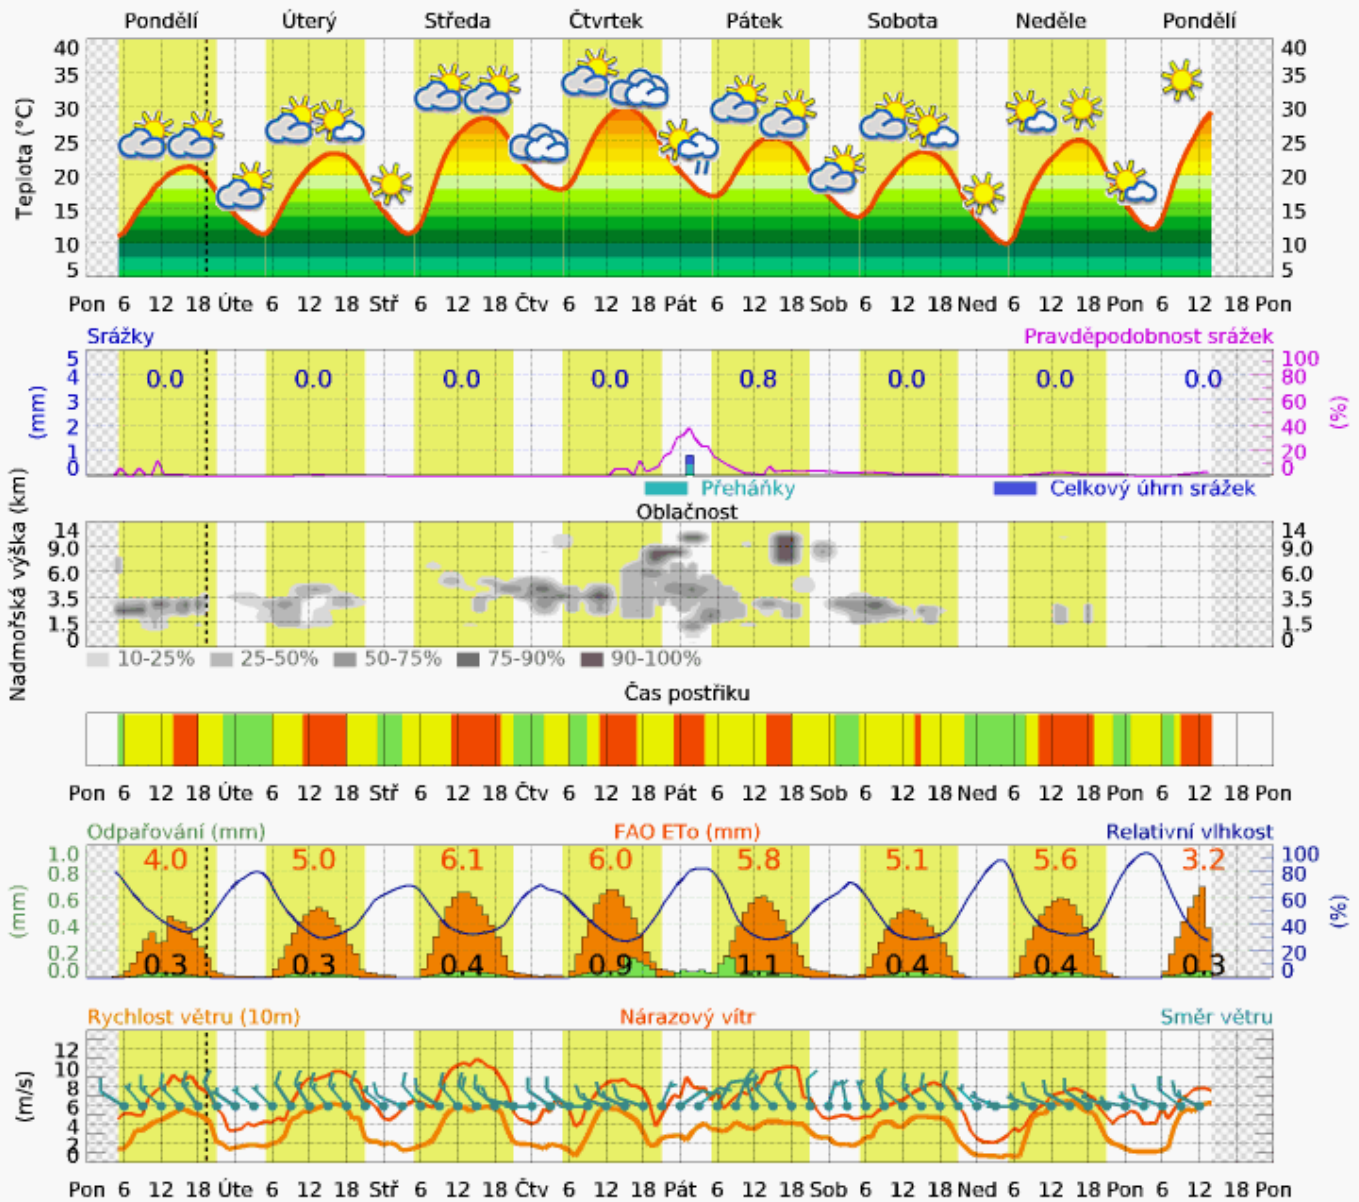 Pondělí Úterý Středa Čtvrtek Pátek Sobota Neděle Pondělí
Teplota (°C)
40 40
35 35
30 30
25 25
20 20
15 15
10 10
5 5
Pon 6 12 18 Úte 6 12 18 Stř 6 12 18 Čtv 6 12 18 Pát 6 12 18 Sob 6 12 18 Ned 6 12 18 Pon 6 12 18 Pon
Srážky Pravděpodobnost srážek
(mm) (%)
5 100
4 0.0 0.0 0.0 0.0 0.8 0.0 0.0 0.0 80
3 60
2 40
1 20
0 0
Přeháňky Celkový úhrn srážek
Oblačnost
Nadmořská výška (km)
14 14
9.0 9.0
6.0 6.0
3.5 3.5
1.5 1.5
0 0
10-25% 25-50% 50-75% 75-90% 90-100%
Čas postřiku
Pon 6 12 18 Úte 6 12 18 Stř 6 12 18 Čtv 6 12 18 Pát 6 12 18 Sob 6 12 18 Ned 6 12 18 Pon 6 12 18 Pon
Odpařování (mm) FAO ETo (mm) Relativní vlhkost
(mm) (%)
1.0 4.0 5.0 6.1 6.0 5.8 5.1 5.6 3.2 100
0.8 80
0.6 60
0.4 40
0.2 20
0.0 0.3 0.3 0.4 0.9 1.1 0.4 0.4 0.3 0
Rychlost větru (10m) Nárazový vítr Směr větru
(m/s)
12
10
8
6
4
2
0
Pon 6 12 18 Úte 6 12 18 Stř 6 12 18 Čtv 6 12 18 Pát 6 12 18 Sob 6 12 18 Ned 6 12 18 Pon 6 12 18 Pon